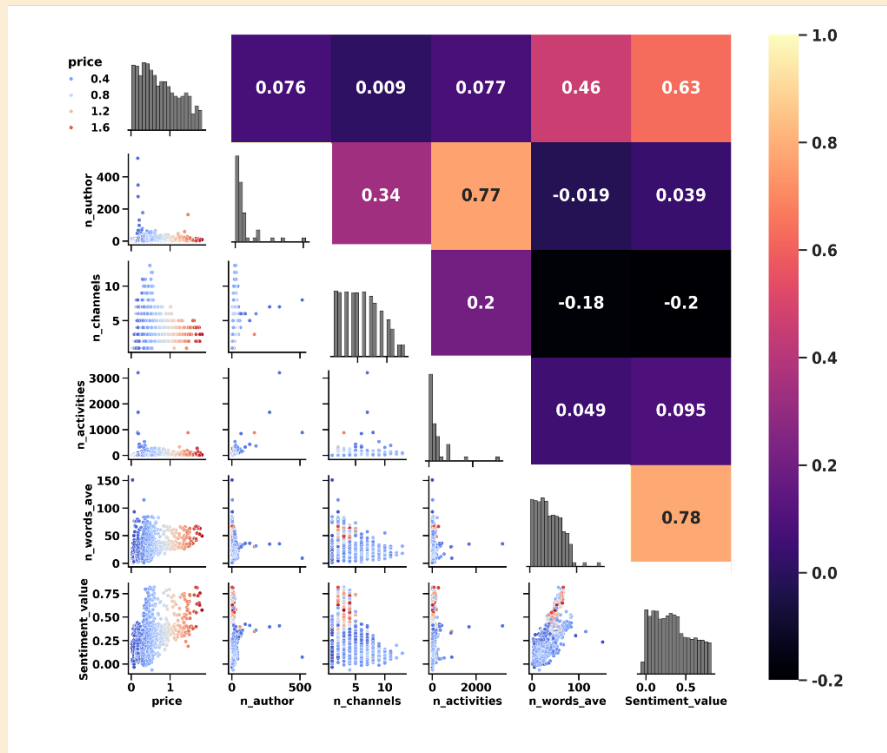 price
0.4
0.8
1.2
1.6
0.076 0.009 0.077 0.46 0.63
1.0
0.8
0.6
0.4
0.2
0.0
-0.2
n_author
400
200
0
0.34 0.77 -0.019 0.039
n_channels
10
5
0.2 -0.18 -0.2
n_activities
3000
2000
1000
0
0.049 0.095
n_words_ave
150
100
50
0
0.78
Sentiment_value
0.75
0.50
0.25
0.00
0 1 0 500 5 10 0 2000 0 100 0.0 0.5
price n_author n_channels n_activities n_words_ave Sentiment_value